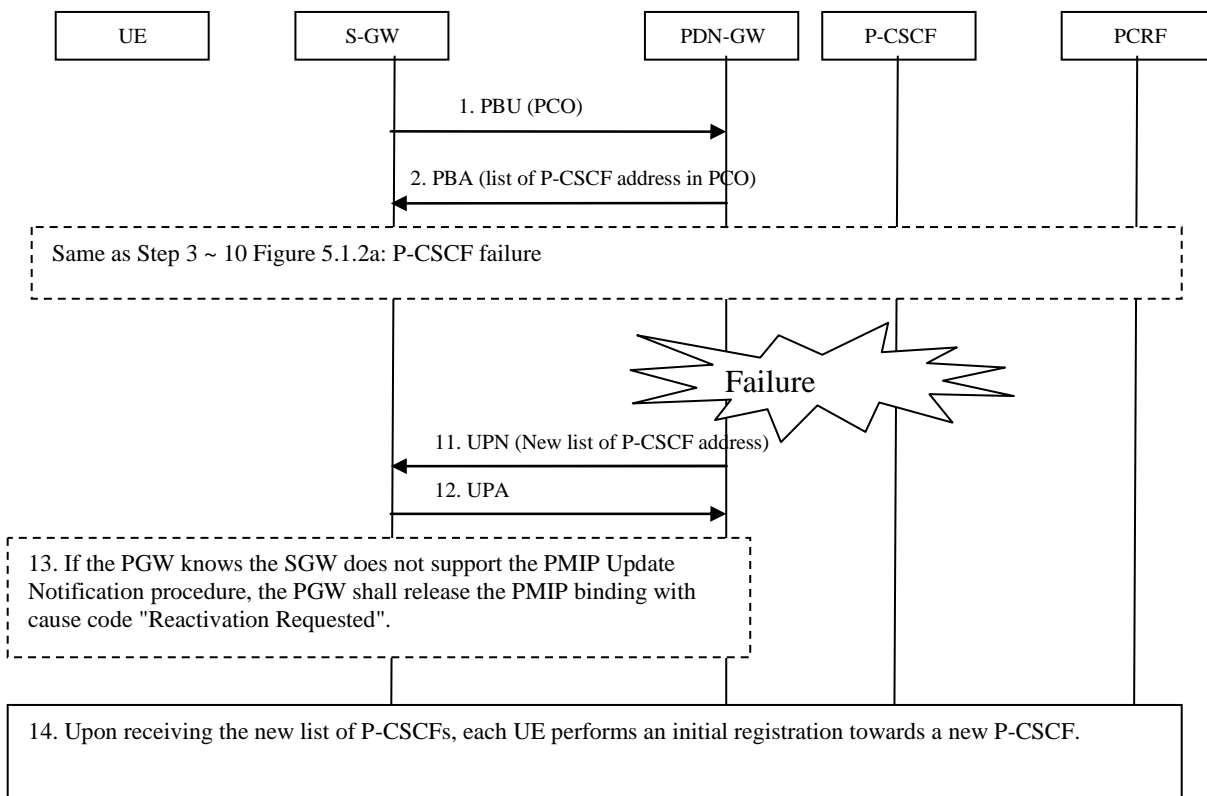 UE
S-GW
PDN-GW
P-CSCF
PCRF
1. PBU (PCO)
2. PBA (list of P-CSCF address in PCO)
Same as Step 3 ~ 10 Figure 5.1.2a: P-CSCF failure
Failure
11. UPN (New list of P-CSCF address)
12. UPA
13. If the PGW knows the SGW does not support the PMIP Update
Notification procedure, the PGW shall release the PMIP binding with
cause code "Reactivation Requested".
14. Upon receiving the new list of P-CSCFs, each UE performs an initial registration towards a new P-CSCF.